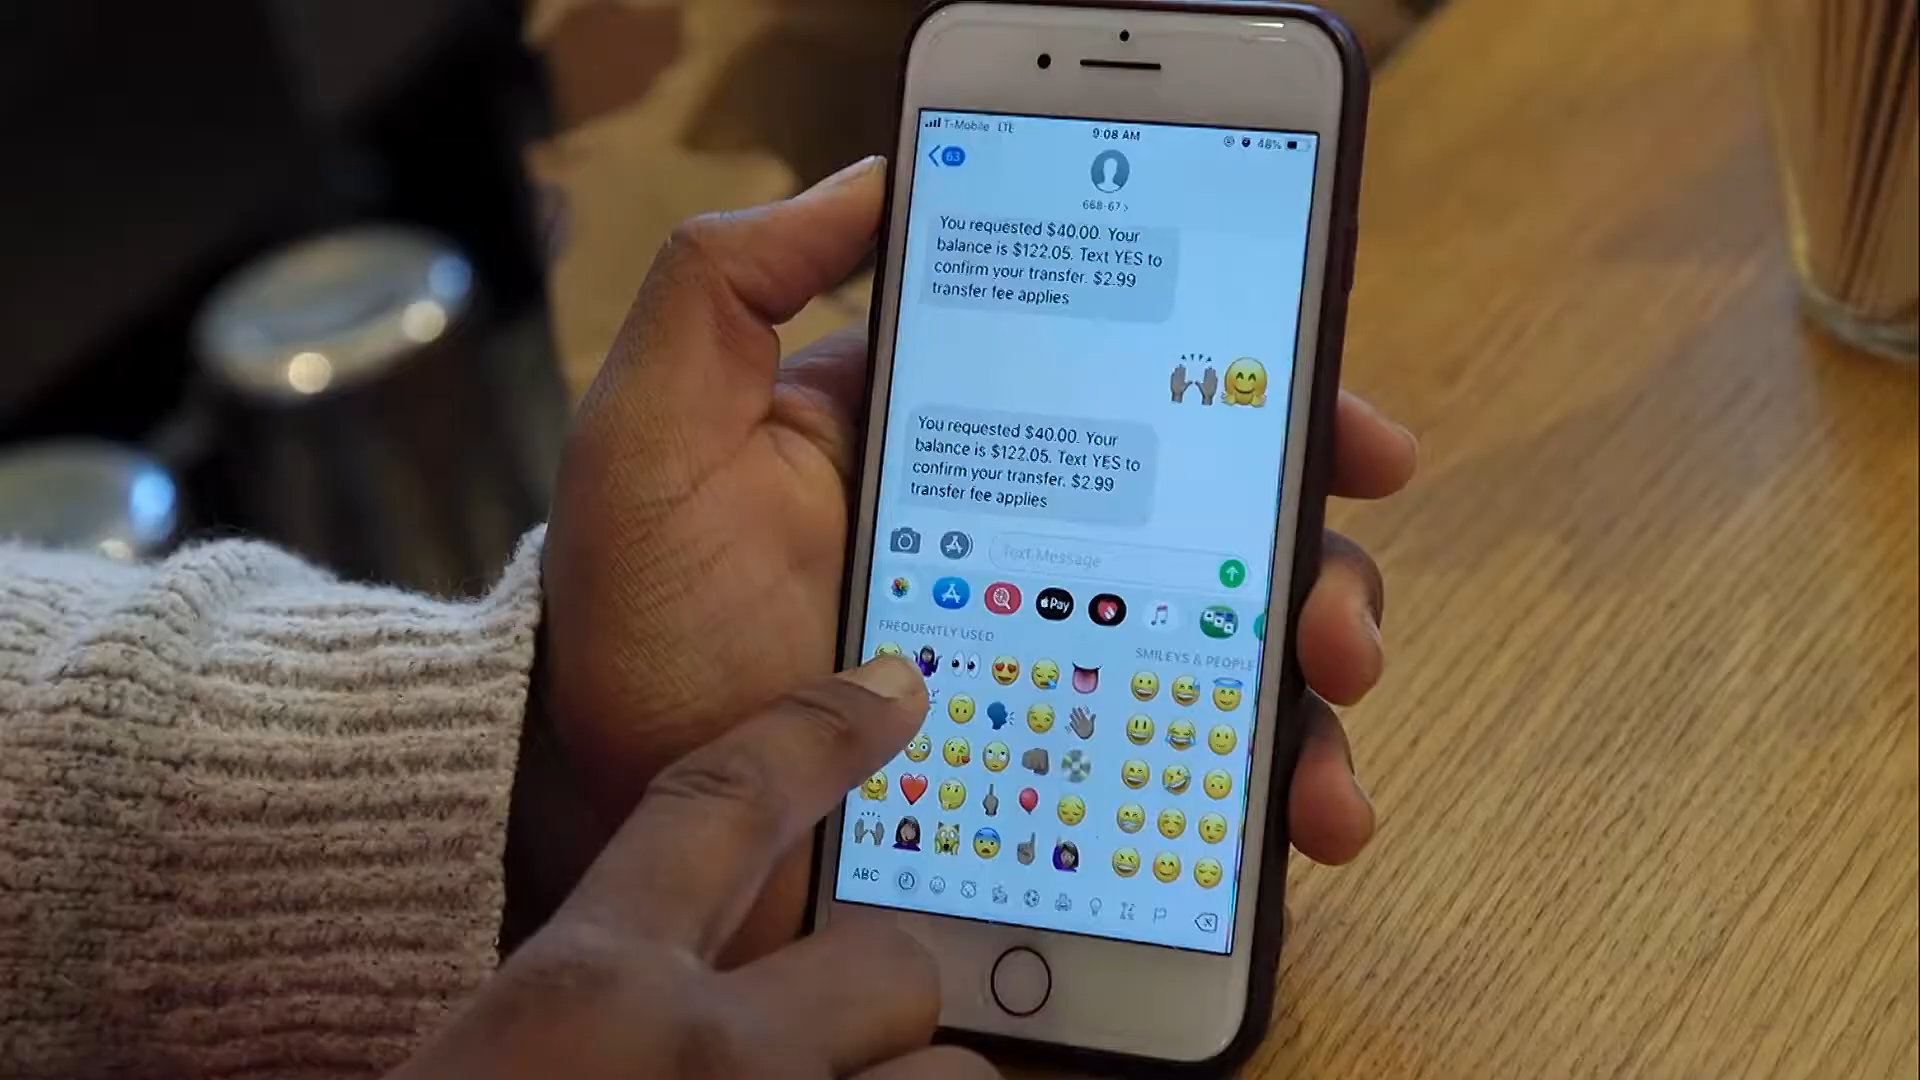 T-Mobile LTE
9:08 AM
48%
63
668-67 >
You requested $40.00. Your
balance is $122.05. Text YES to
confirm your transfer. $2.99
transfer fee applies
You requested $40.00. Your
balance is $122.05. Text YES to
confirm your transfer. $2.99
transfer fee applies
Text Message
Pay
FREQUENTLY USED
SMILEYS & PEOPLE
ABC